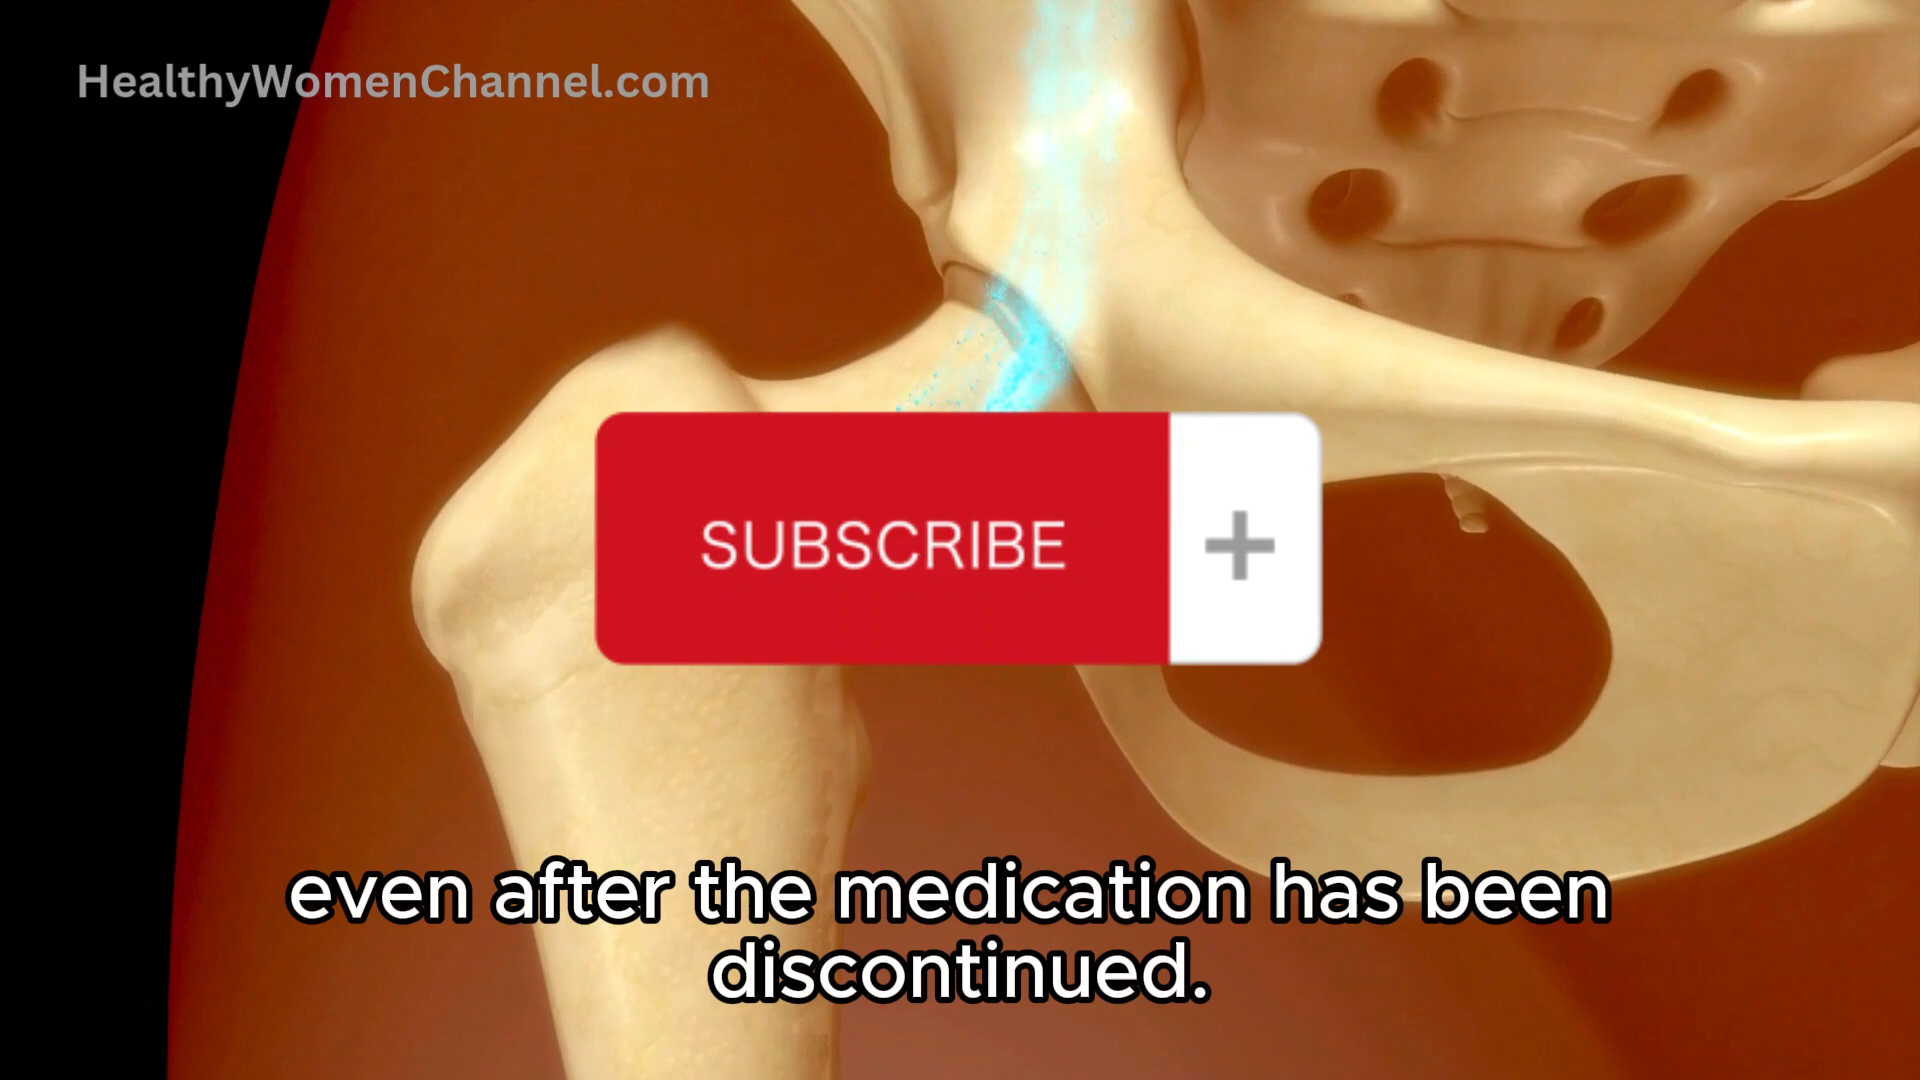 HealthyWomenChannel.com
SUBSCRIBE +
even after the medication has been
discontinued.